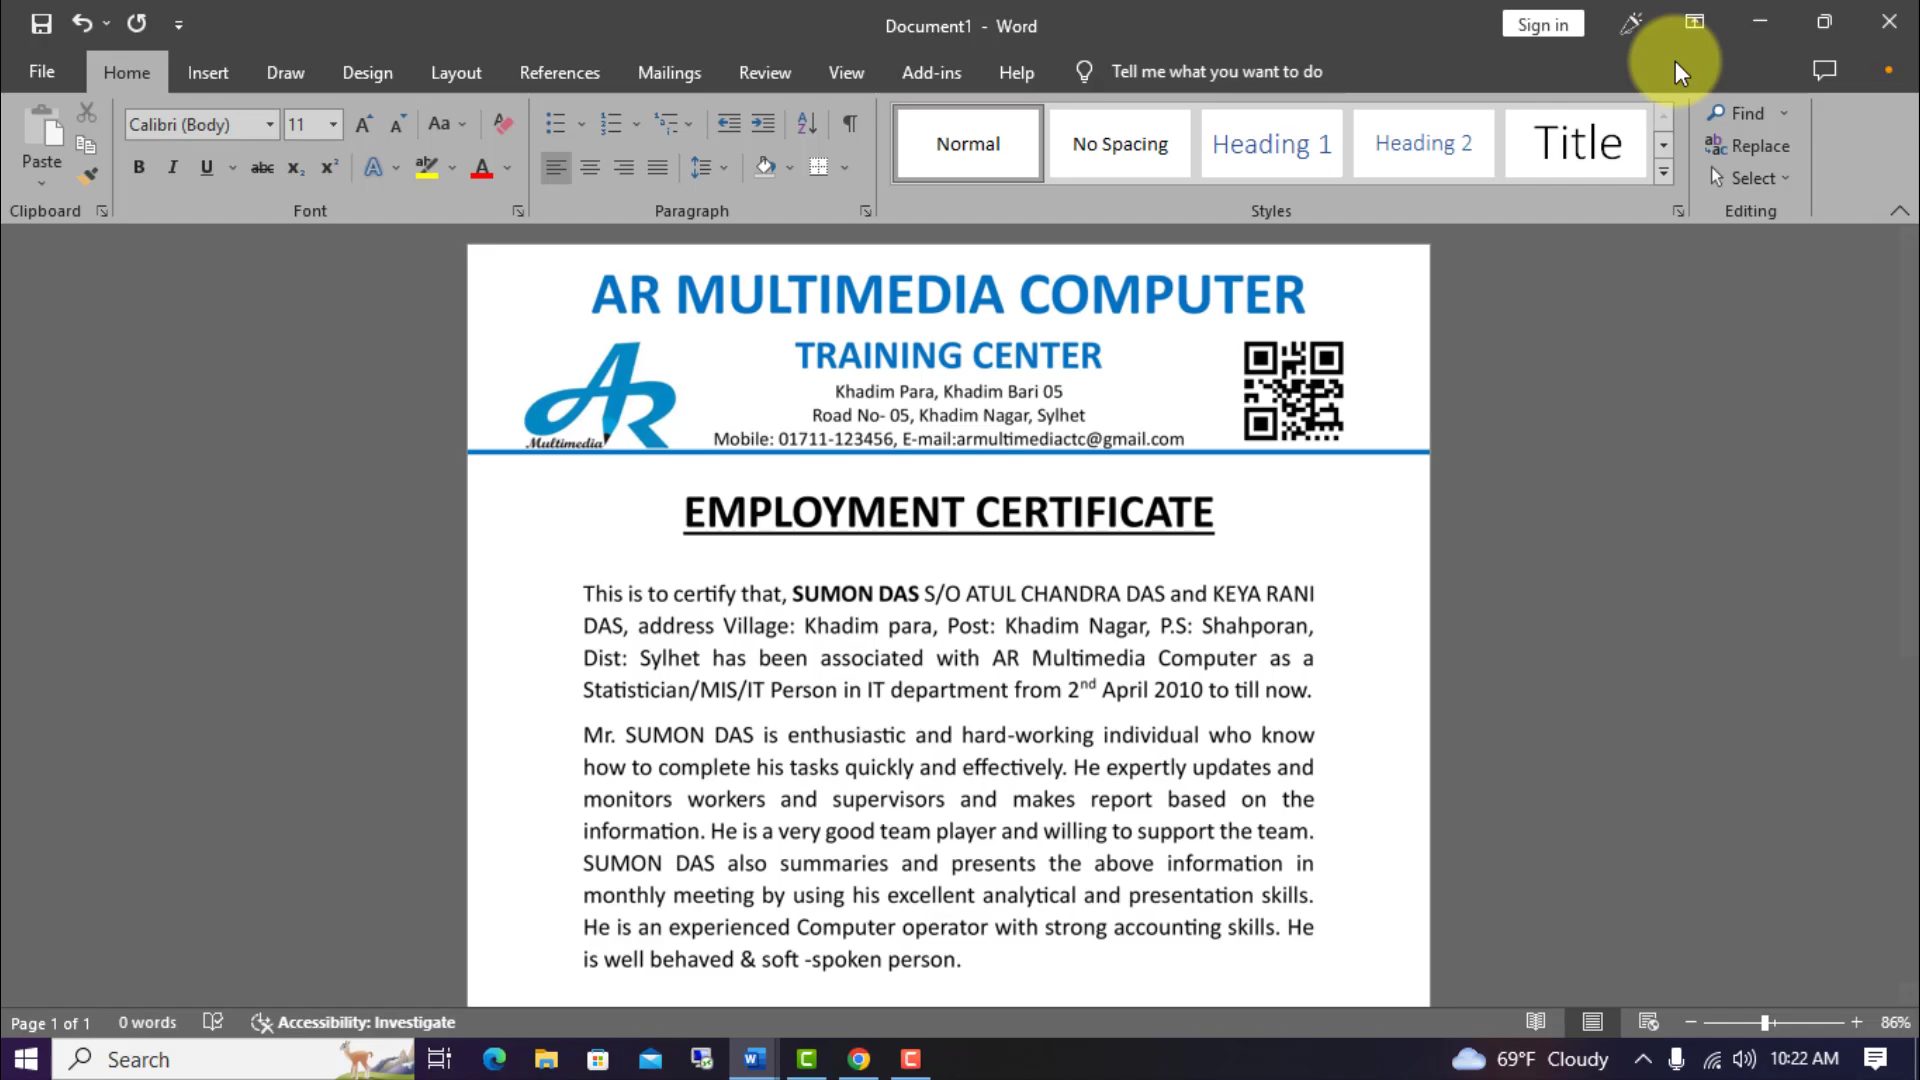 Document1 - Word
Sign in
File Home Insert Draw Design Layout References Mailings Review View Add-ins Help Tell me what you want to do
Calibri (Body) 11 Aa
Paste
B I U abc x₂ x² A A
Normal No Spacing Heading 1 Heading 2 Title
Find
Replace
Select
Clipboard Font Paragraph Styles Editing
AR MULTIMEDIA COMPUTER
TRAINING CENTER
Khadim Para, Khadim Bari 05
Road No- 05, Khadim Nagar, Sylhet
Mobile: 01711-123456, E-mail:armultimediactc@gmail.com
AR
Multimedia
EMPLOYMENT CERTIFICATE
This is to certify that, SUMON DAS S/O ATUL CHANDRA DAS and KEYA RANI
DAS, address Village: Khadim para, Post: Khadim Nagar, P.S: Shahporan,
Dist: Sylhet has been associated with AR Multimedia Computer as a
Statistician/MIS/IT Person in IT department from 2nd April 2010 to till now.
Mr. SUMON DAS is enthusiastic and hard-working individual who know
how to complete his tasks quickly and effectively. He expertly updates and
monitors workers and supervisors and makes report based on the
information. He is a very good team player and willing to support the team.
SUMON DAS also summaries and presents the above information in
monthly meeting by using his excellent analytical and presentation skills.
He is an experienced Computer operator with strong accounting skills. He
is well behaved & soft -spoken person.
Page 1 of 1 0 words Accessibility: Investigate 86%
Search 69°F Cloudy 10:22 AM